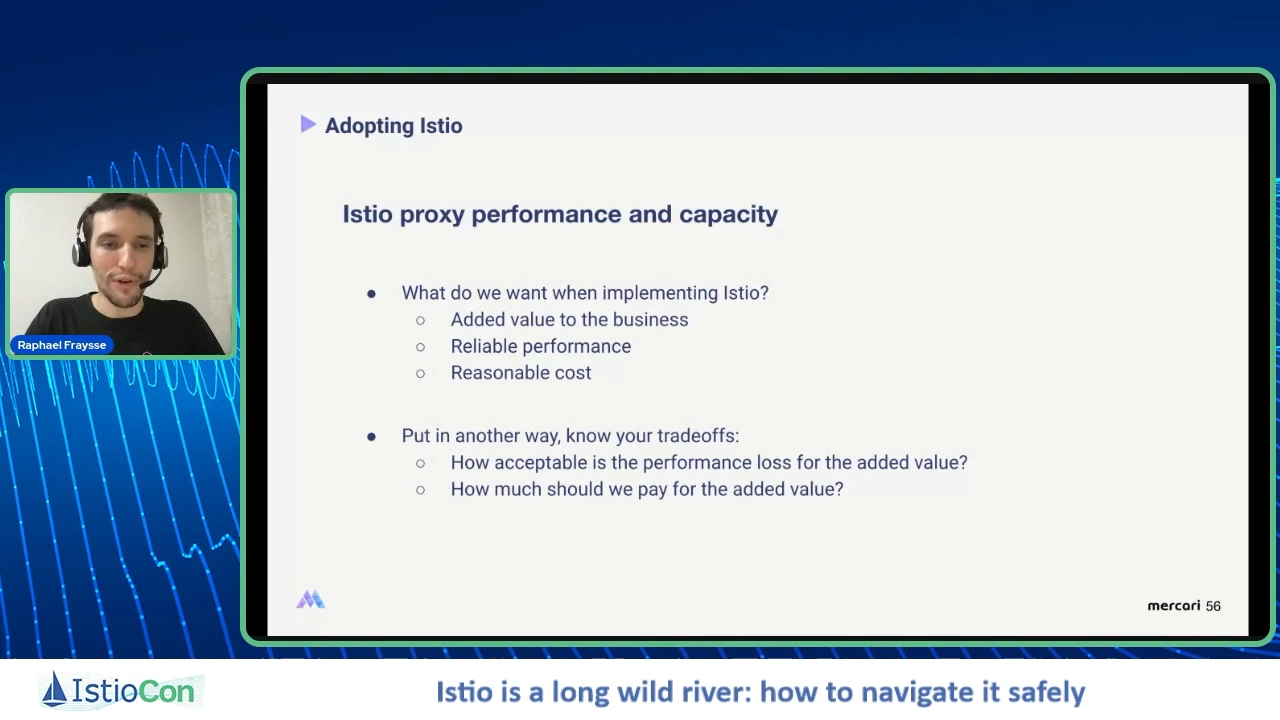 Adopting Istio
Istio proxy performance and capacity
● What do we want when implementing Istio?
○ Added value to the business
○ Reliable performance
○ Reasonable cost
● Put in another way, know your tradeoffs:
○ How acceptable is the performance loss for the added value?
○ How much should we pay for the added value?
mercari 56
Raphael Fraysse
IstioCon
Istio is a long wild river: how to navigate it safely